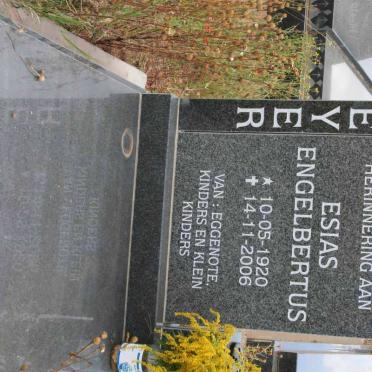 EYER
HERINNERING AAN
ESIAS
ENGELBERTUS
★ 10-05-1920
✝ 14-11-2006
VAN : EGGENOTE,
KINDERS EN KLEIN
KINDERS